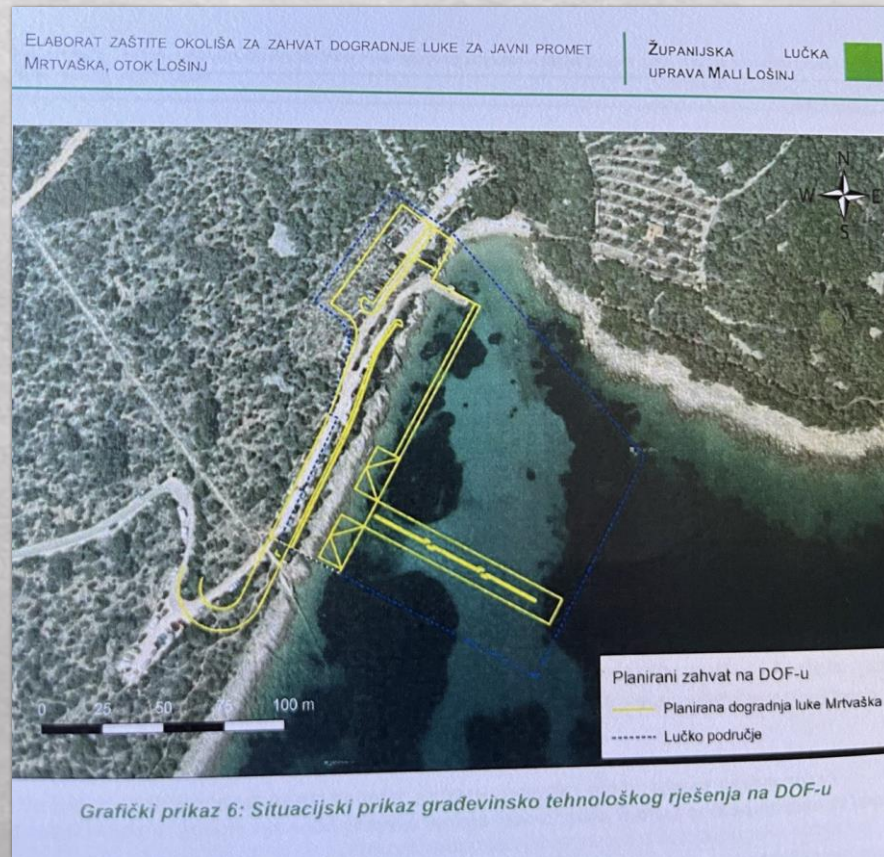 ELABORAT ZAŠTITE OKOLIŠA ZA ZAHVAT DOGRADNJE LUKE ZA JAVNI PROMET
MRTVAŠKA, OTOK LOŠINJ
ŽUPANIJSKA LUČKA
UPRAVA MALI LOŠINJ
N
W E
S
0 25 50 75 100 m
Planirani zahvat na DOF-u
Planirana dogradnja luke Mrtvaška
Lučko područje
Grafički prikaz 6: Situacijski prikaz građevinsko tehnološkog rješenja na DOF-u